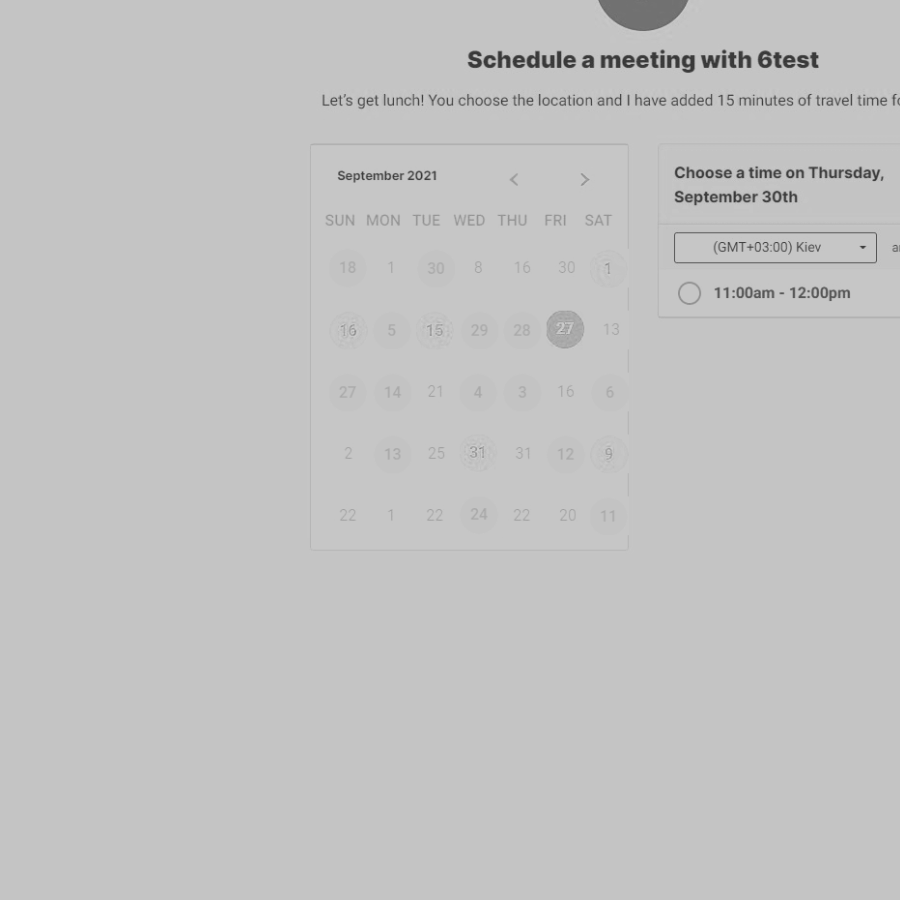 Schedule a meeting with 6test
Let's get lunch! You choose the location and I have added 15 minutes of travel time
September 2021
SUN MON TUE WED THU FRI SAT
18 1 30 8 16 30 1
16 5 15 29 28 27 13
27 14 21 4 3 16 6
2 13 25 31 31 12 9
22 1 22 24 22 20 11
Choose a time on Thursday,
September 30th
(GMT+03:00) Kiev
11:00am - 12:00pm